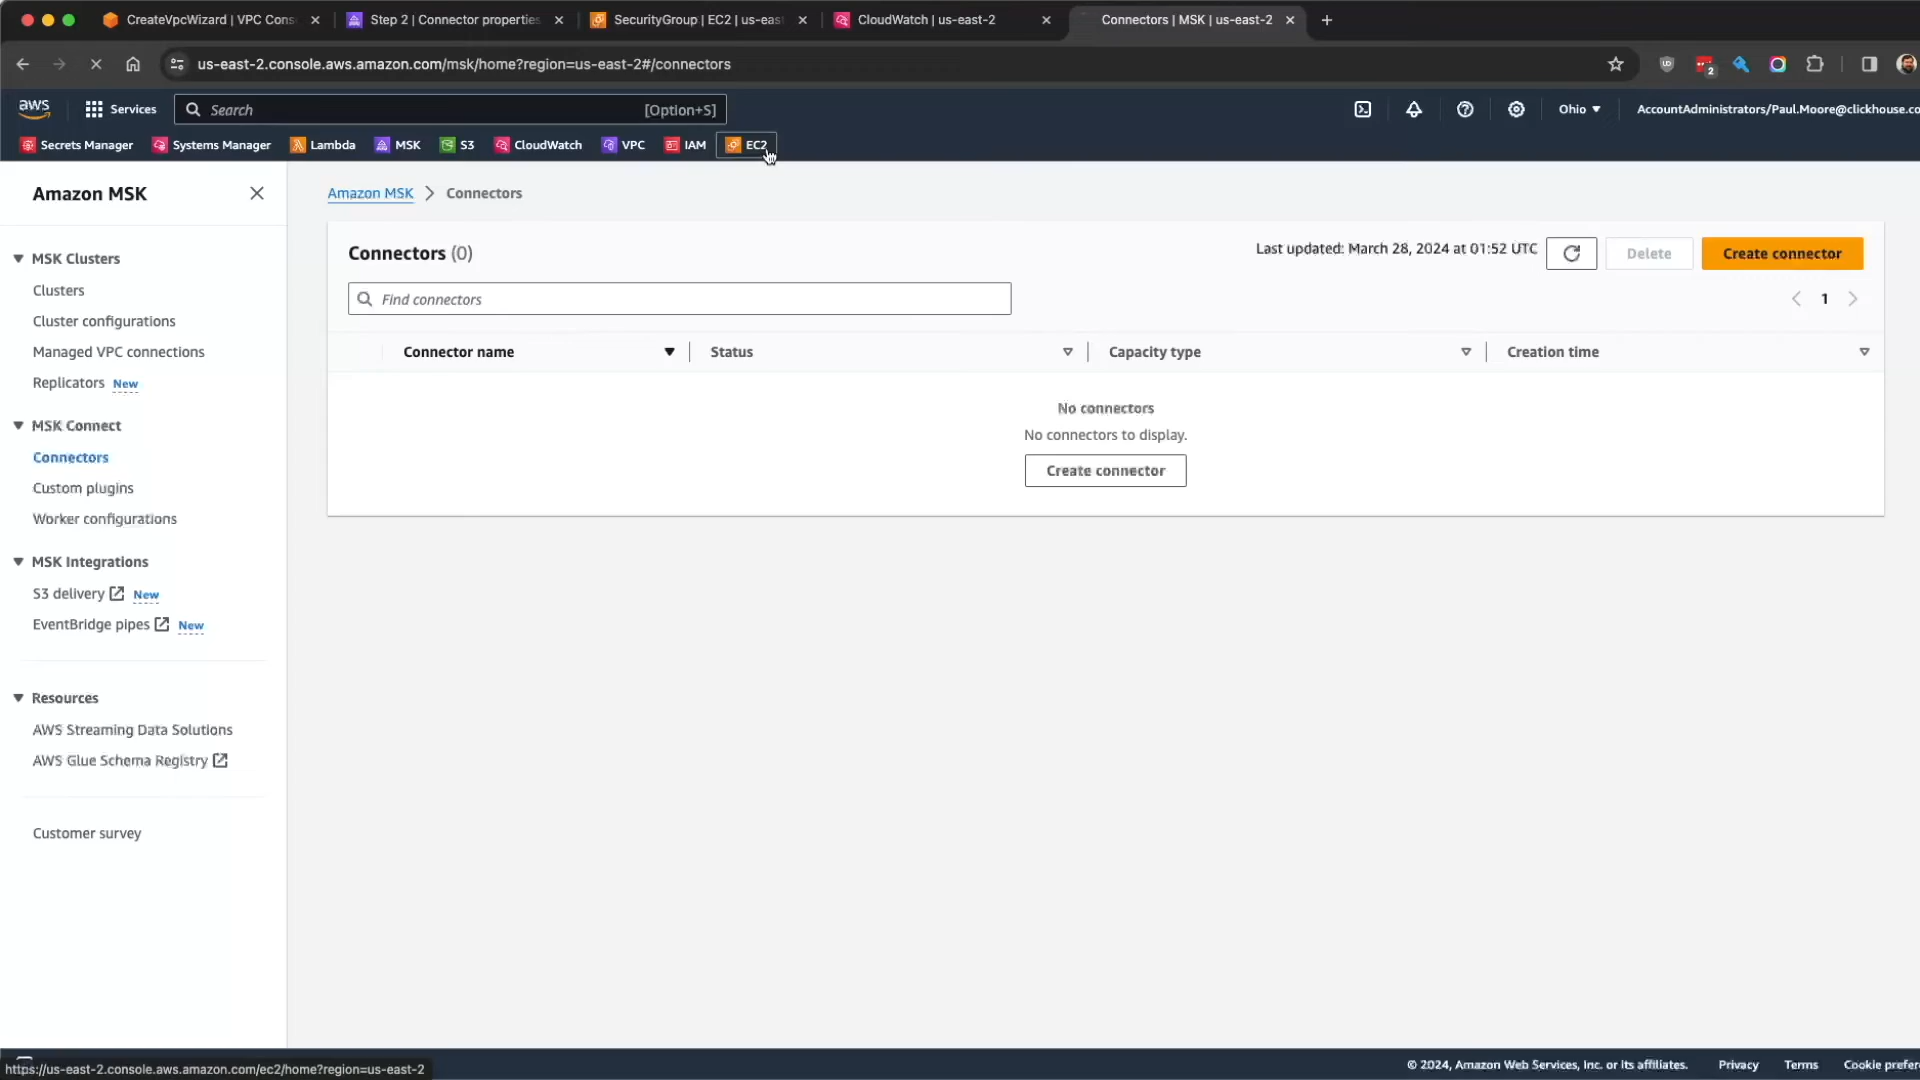 CreateVpcWizard | VPC Cons
Step 2 | Connector properties
SecurityGroup | EC2 | us-eas
CloudWatch | us-east-2
Connectors | MSK | us-east-2
us-east-2.console.aws.amazon.com/msk/home?region=us-east-2#/connectors
2
aws
Services
Search
[Option+S]
Ohio
AccountAdministrators/Paul.Moore@clickhouse.co
Secrets Manager
Systems Manager
Lambda
MSK
S3
CloudWatch
VPC
IAM
EC2
Amazon MSK
MSK Clusters
Clusters
Cluster configurations
Managed VPC connections
Replicators New
MSK Connect
Connectors
Custom plugins
Worker configurations
MSK Integrations
S3 delivery New
EventBridge pipes New
Resources
AWS Streaming Data Solutions
AWS Glue Schema Registry
Customer survey
Amazon MSK > Connectors
Connectors (0)
Last updated: March 28, 2024 at 01:52 UTC
Delete
Create connector
Find connectors
1
Connector name
Status
Capacity type
Creation time
No connectors
No connectors to display.
Create connector
https://us-east-2.console.aws.amazon.com/ec2/home?region=us-east-2
© 2024, Amazon Web Services, Inc. or its affiliates.
Privacy
Terms
Cookie prefer